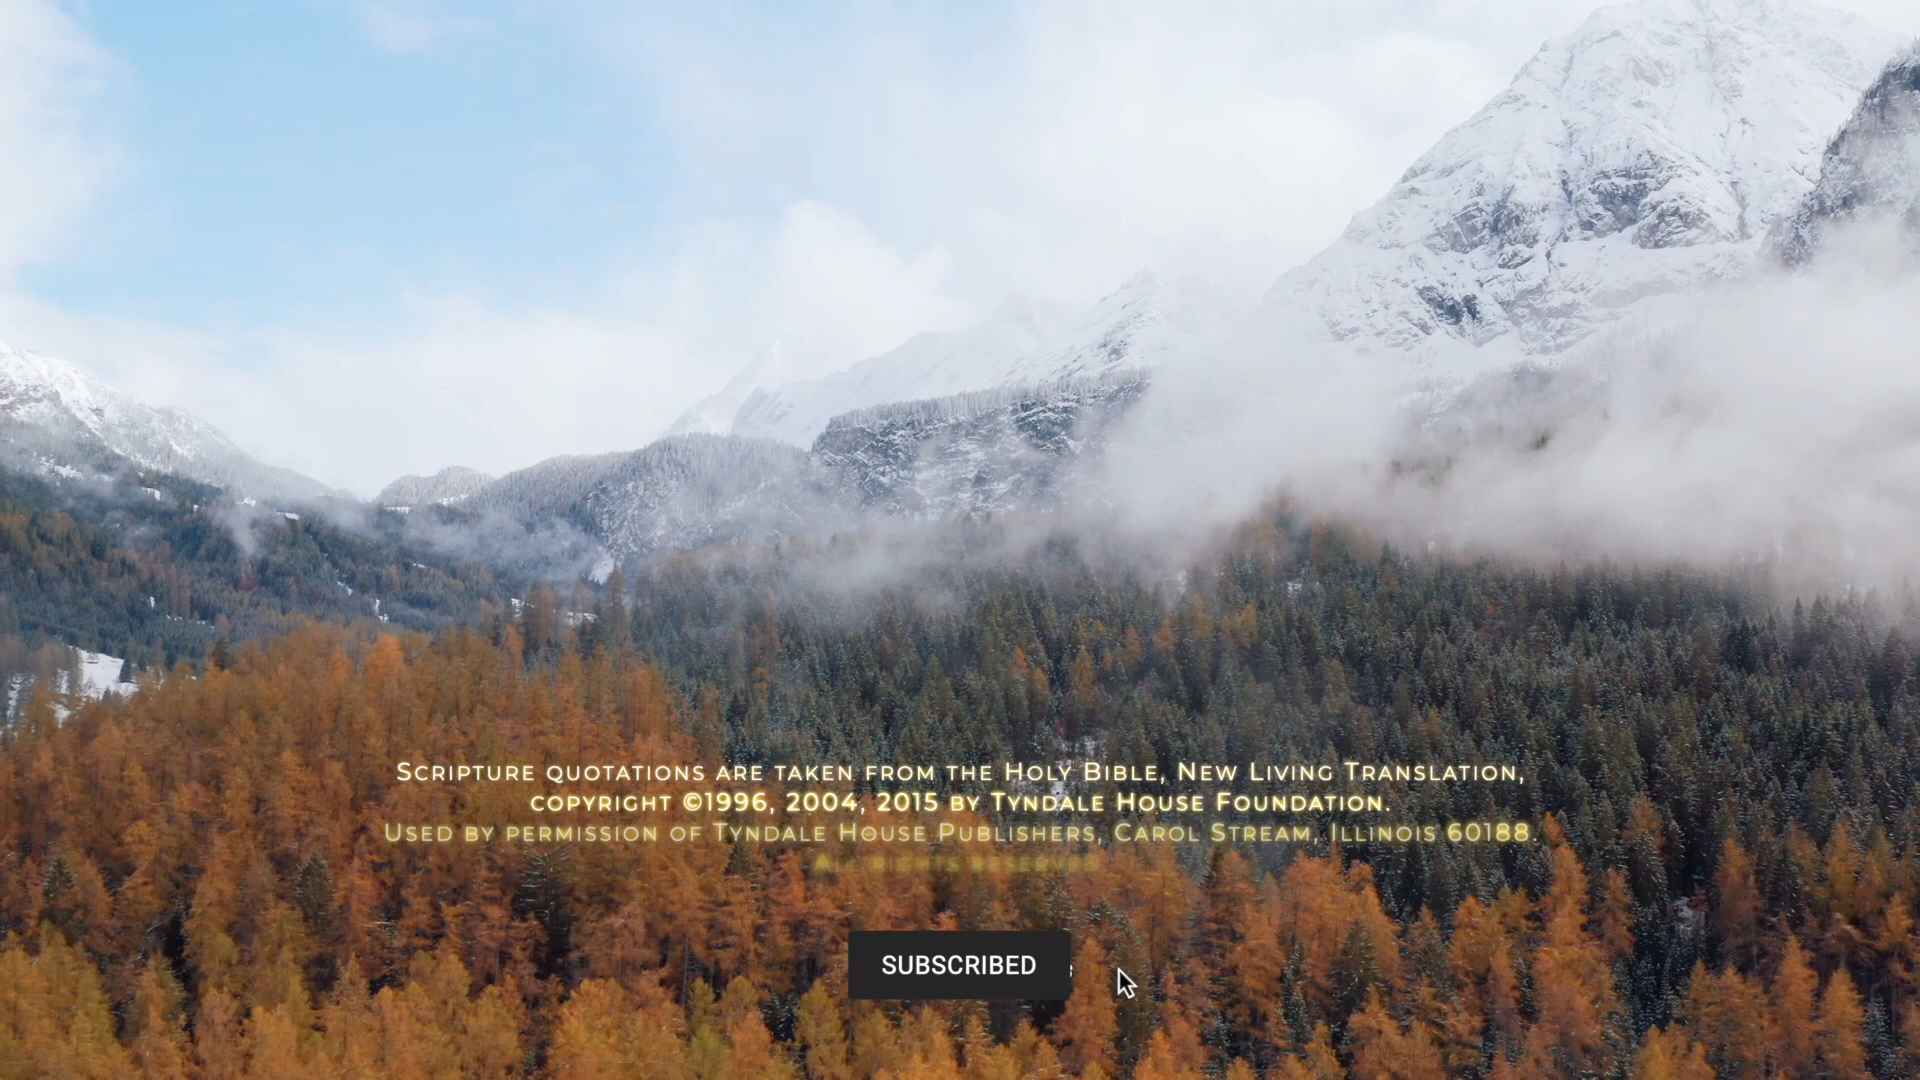 Scripture quotations are taken from the Holy Bible, New Living Translation,
copyright ©1996, 2004, 2015 by Tyndale House Foundation.
Used by permission of Tyndale House Publishers, Carol Stream, Illinois 60188.
SUBSCRIBED